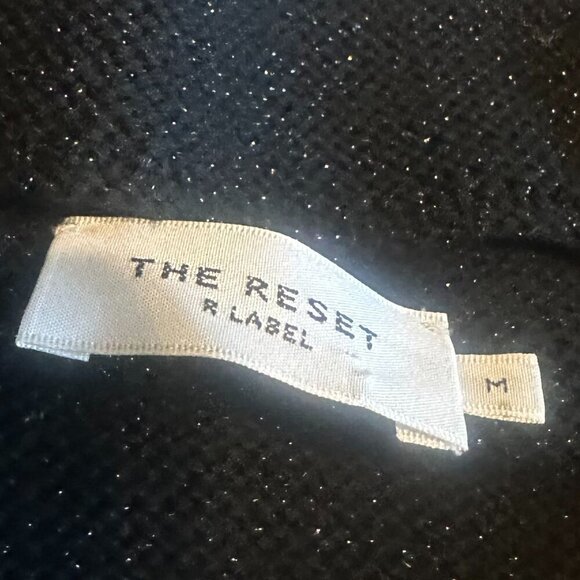 THE RESET
R LABEL
M